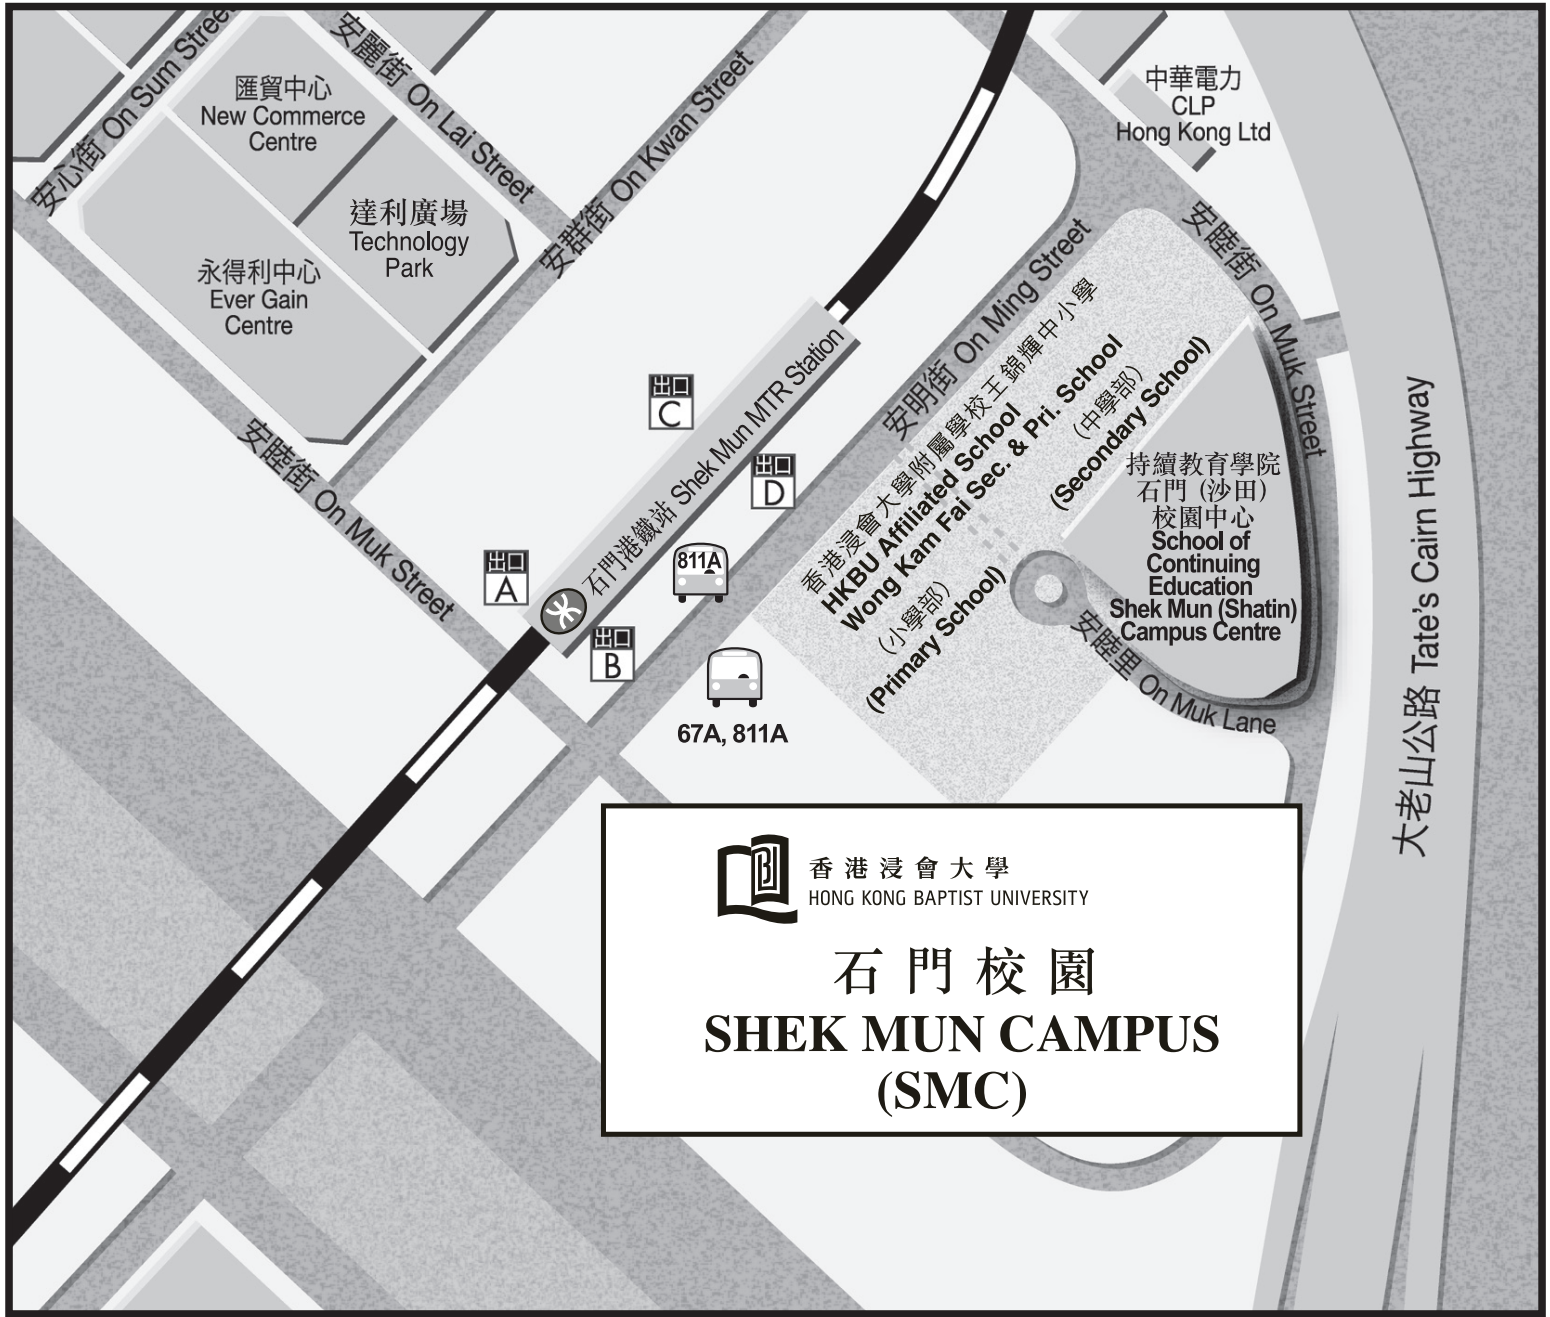 安心街 On Sum Street
安麗街 On Lai Street
匯貿中心
New Commerce
Centre
達利廣場
Technology
Park
永得利中心
Ever Gain
Centre
安群街 On Kwan Street
中華電力
CLP
Hong Kong Ltd
安睦街 On Muk Street
安明街 On Ming Street
安睦街 On Muk Street
石門港鐵站 Shek Mun MTR Station
出口
C
出口
D
出口
A
出口
B
811A
67A, 811A
香港浸會大學附屬學校王錦輝中小學
HKBU Affiliated School
Wong Kam Fai Sec. & Pri. School
(中學部)
(Secondary School)
(小學部)
(Primary School)
持續教育學院
石門 (沙田)
校園中心
School of
Continuing
Education
Shek Mun (Shatin)
Campus Centre
安睦里 On Muk Lane
大老山公路 Tate's Cairn Highway
香港浸會大學
HONG KONG BAPTIST UNIVERSITY
石門校園
SHEK MUN CAMPUS
(SMC)